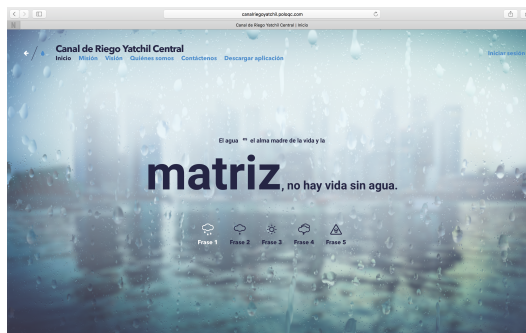 canalriegoyatchil.poloqc.com
Canal de Riego Yatchil Central | Inicio
Canal de Riego Yatchil Central
Inicio Misión Visión Quiénes somos Contáctenos Descargar aplicación
Iniciar sesión
El agua es el alma madre de la vida y la
matriz, no hay vida sin agua.
Frase 1 Frase 2 Frase 3 Frase 4 Frase 5